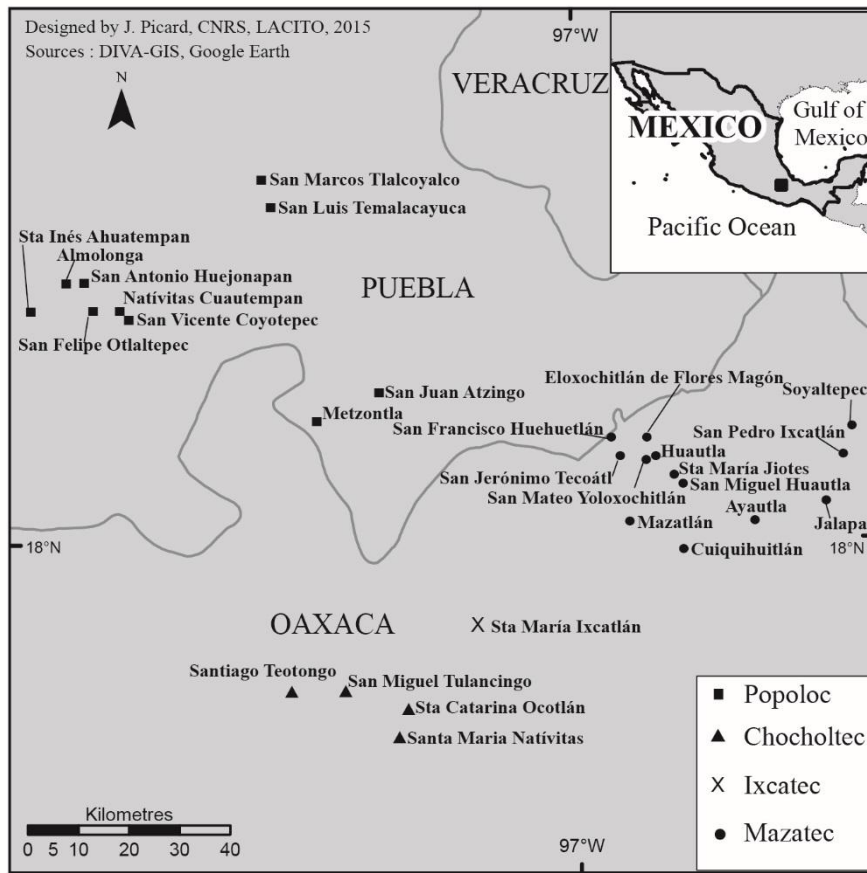 Designed by J. Picard, CNRS, LACITO, 2015
Sources : DIVA-GIS, Google Earth
N
97°W
VERACRUZ
MEXICO
Gulf of
Mexico
Pacific Ocean
San Marcos Tlalcoyalco
San Luis Temalacayuca
Sta Inés Ahuatempan
Almolonga
San Antonio Huejonapan
Natívitas Cuautempan
San Vicente Coyotepec
San Felipe Otlaltepec
PUEBLA
San Juan Atzingo
Metzontla
Eloxochitlán de Flores Magón
Soyaltepec
San Francisco Huehuetlán
San Pedro Ixcatlán
Huautla
San Jerónimo Tecoátl
Sta María Jiotes
San Miguel Huautla
San Mateo Yoloxochitlán
Ayautla
Mazatlán
Jalapa
18°N
18°N
Cuiquihuitlán
OAXACA
Sta María Ixcatlán
Santiago Teotongo
San Miguel Tulancingo
Sta Catarina Ocotlán
Santa Maria Natívitas
Popoloc
Chocholtec
X Ixcatec
Mazatec
Kilometres
0 5 10 20 30 40
97°W